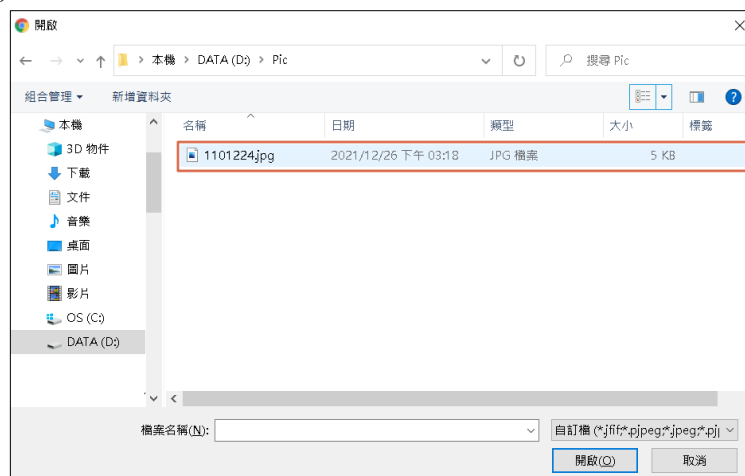 開啟
本機 > DATA (D:) > Pic
搜尋 Pic
組合管理 新增資料夾
名稱 日期 類型 大小 標籤
1101224.jpg 2021/12/26 下午 03:18 JPG 檔案 5 KB
本機
3D 物件
下載
文件
音樂
桌面
圖片
影片
OS (C:)
DATA (D:)
檔案名稱(N):
自訂檔 (*.jfif;*.pjpeg;*.jpeg;*.pj
開啟(O) 取消